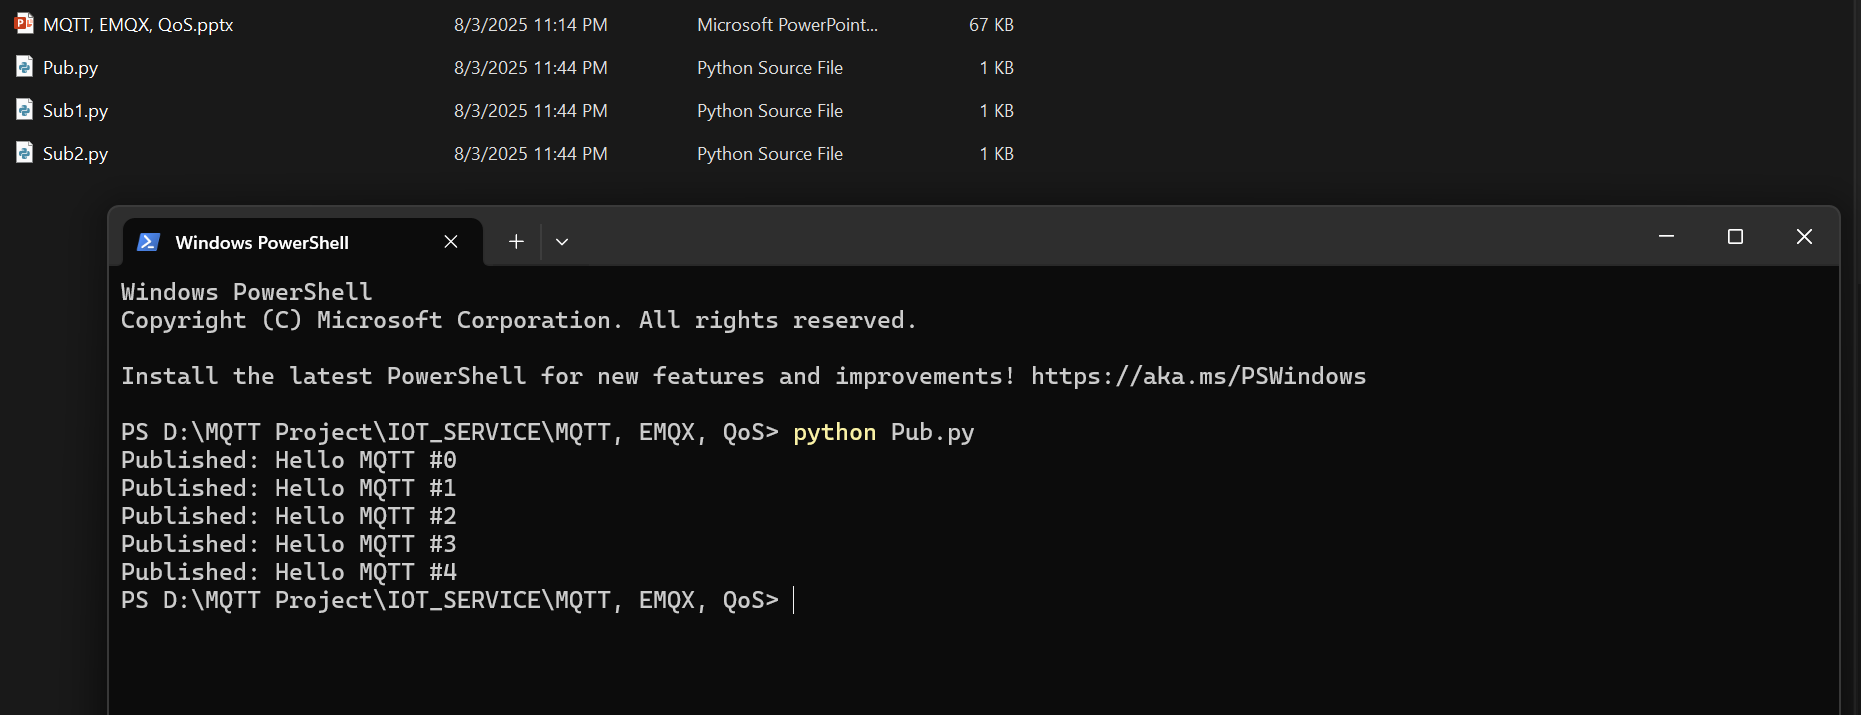 MQTT, EMQX, QoS.pptx 8/3/2025 11:14 PM Microsoft PowerPoint... 67 KB
Pub.py 8/3/2025 11:44 PM Python Source File 1 KB
Sub1.py 8/3/2025 11:44 PM Python Source File 1 KB
Sub2.py 8/3/2025 11:44 PM Python Source File 1 KB
Windows PowerShell
Windows PowerShell
Copyright (C) Microsoft Corporation. All rights reserved.
Install the latest PowerShell for new features and improvements! https://aka.ms/PSWindows
PS D:\MQTT Project\IOT_SERVICE\MQTT, EMQX, QoS> python Pub.py
Published: Hello MQTT #0
Published: Hello MQTT #1
Published: Hello MQTT #2
Published: Hello MQTT #3
Published: Hello MQTT #4
PS D:\MQTT Project\IOT_SERVICE\MQTT, EMQX, QoS>